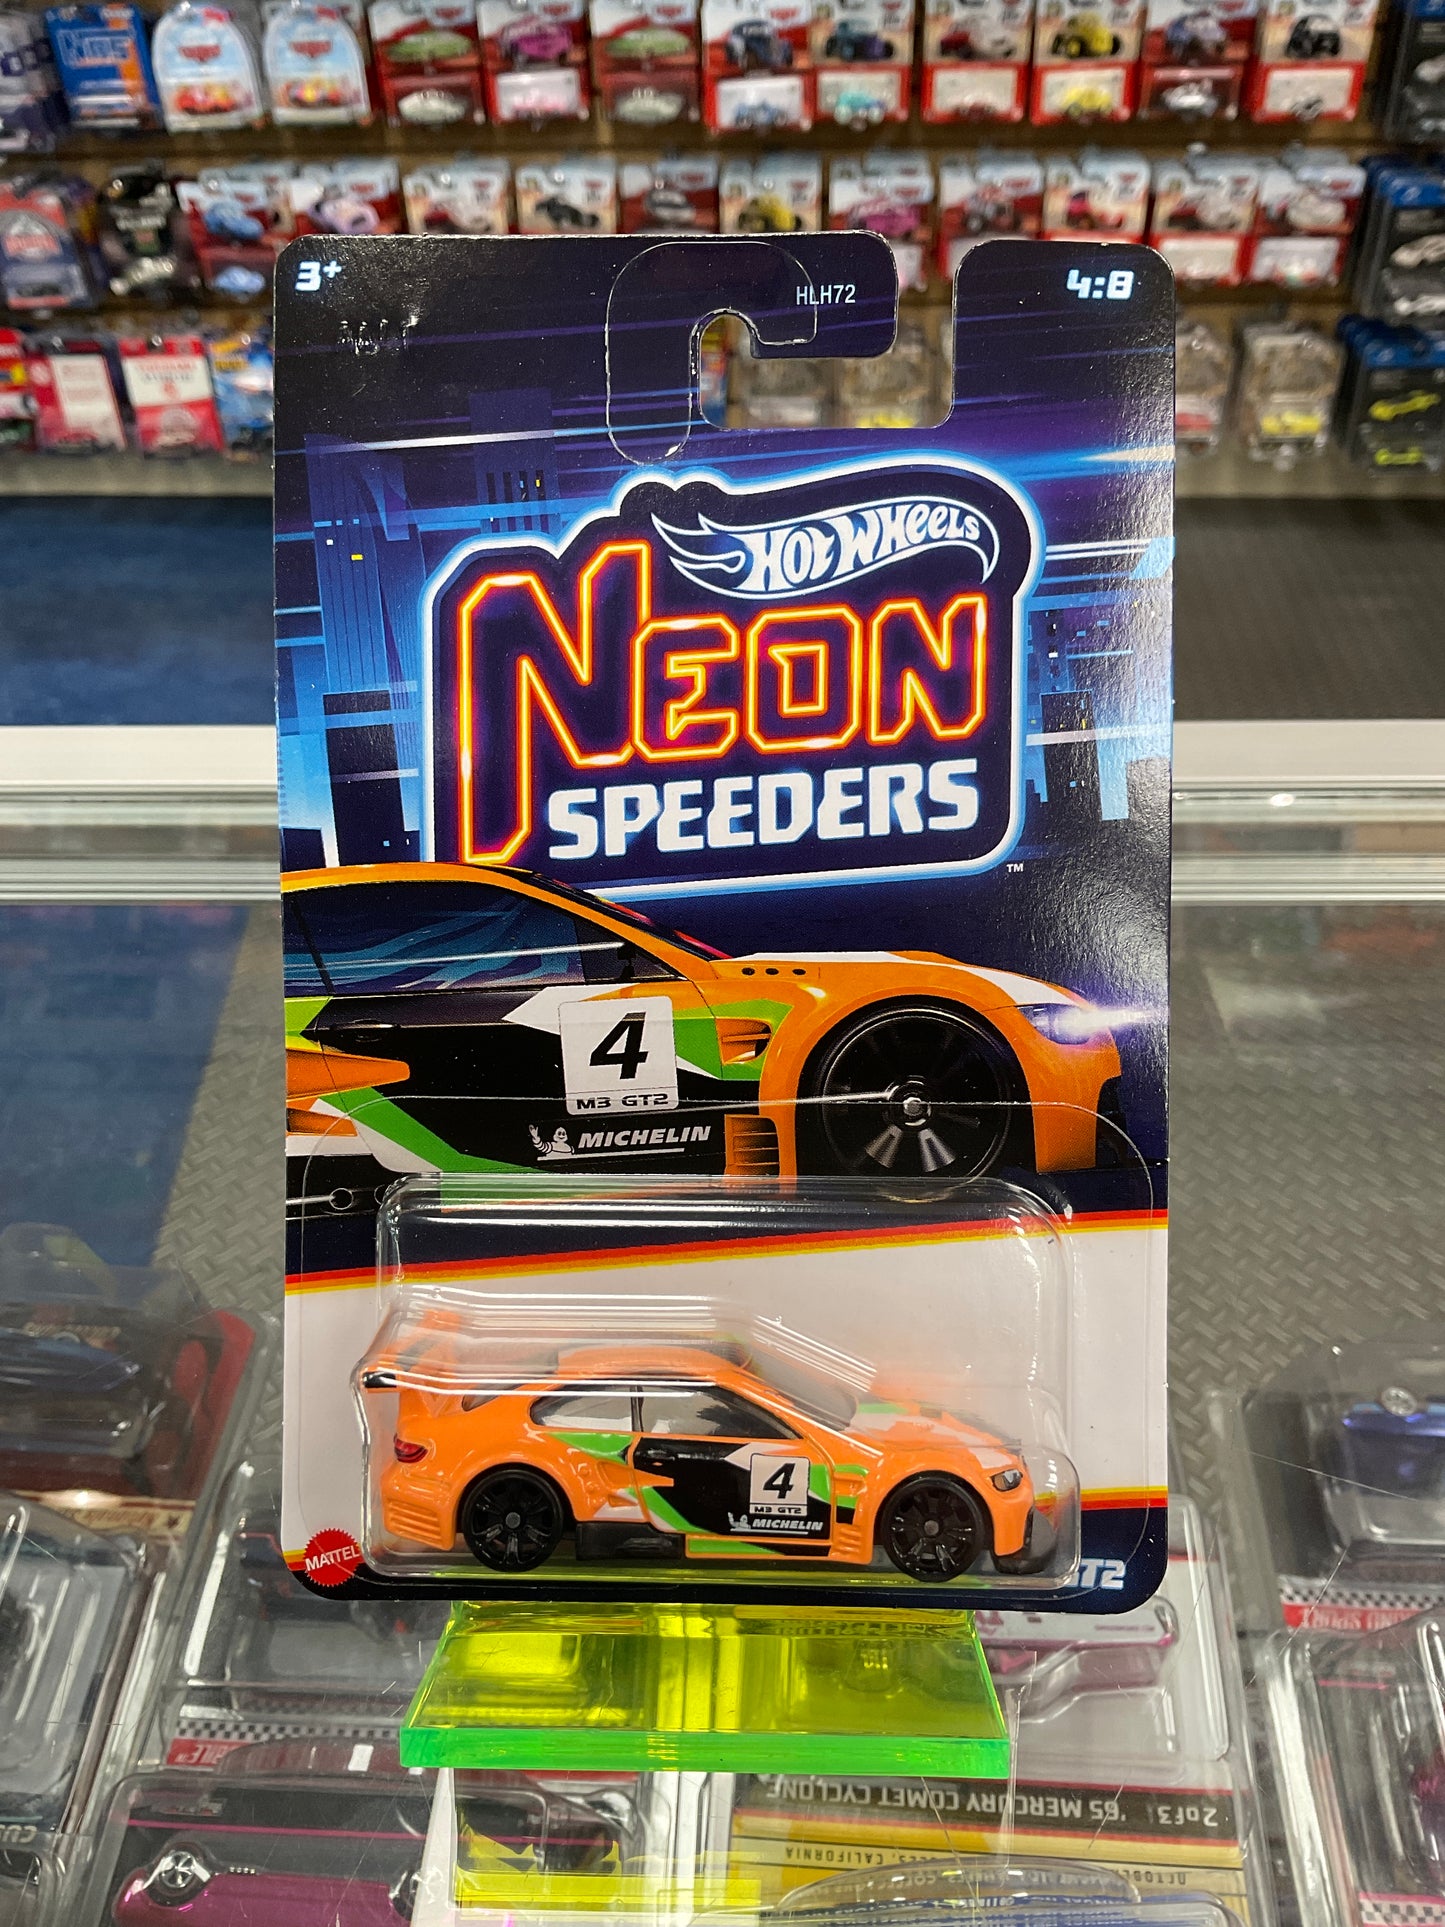 3+
HLH72
4:8
HOT WHEELS
NEON
SPEEDERS
™
4
M3 GT2
MICHELIN
4
M3 GT2
MICHELIN
MATTEL
GT2
'65 MERCURY COMET CYCLONE
2 of 3
CALIFORNIA